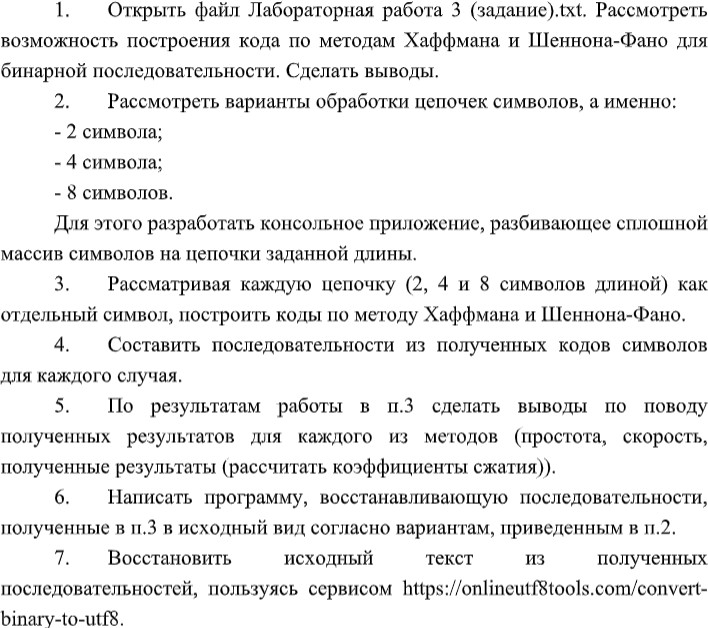 1. Открыть файл Лабораторная работа 3 (задание).txt. Рассмотреть
возможность построения кода по методам Хаффмана и Шеннона-Фано для
бинарной последовательности. Сделать выводы.
2. Рассмотреть варианты обработки цепочек символов, а именно:
- 2 символа;
- 4 символа;
- 8 символов.
Для этого разработать консольное приложение, разбивающее сплошной
массив символов на цепочки заданной длины.
3. Рассматривая каждую цепочку (2, 4 и 8 символов длиной) как
отдельный символ, построить коды по методу Хаффмана и Шеннона-Фано.
4. Составить последовательности из полученных кодов символов
для каждого случая.
5. По результатам работы в п.3 сделать выводы по поводу
полученных результатов для каждого из методов (простота, скорость,
полученные результаты (рассчитать коэффициенты сжатия)).
6. Написать программу, восстанавливающую последовательности,
полученные в п.3 в исходный вид согласно вариантам, приведенным в п.2.
7. Восстановить исходный текст из полученных
последовательностей, пользуясь сервисом https://onlineutf8tools.com/convert-
binary-to-utf8.